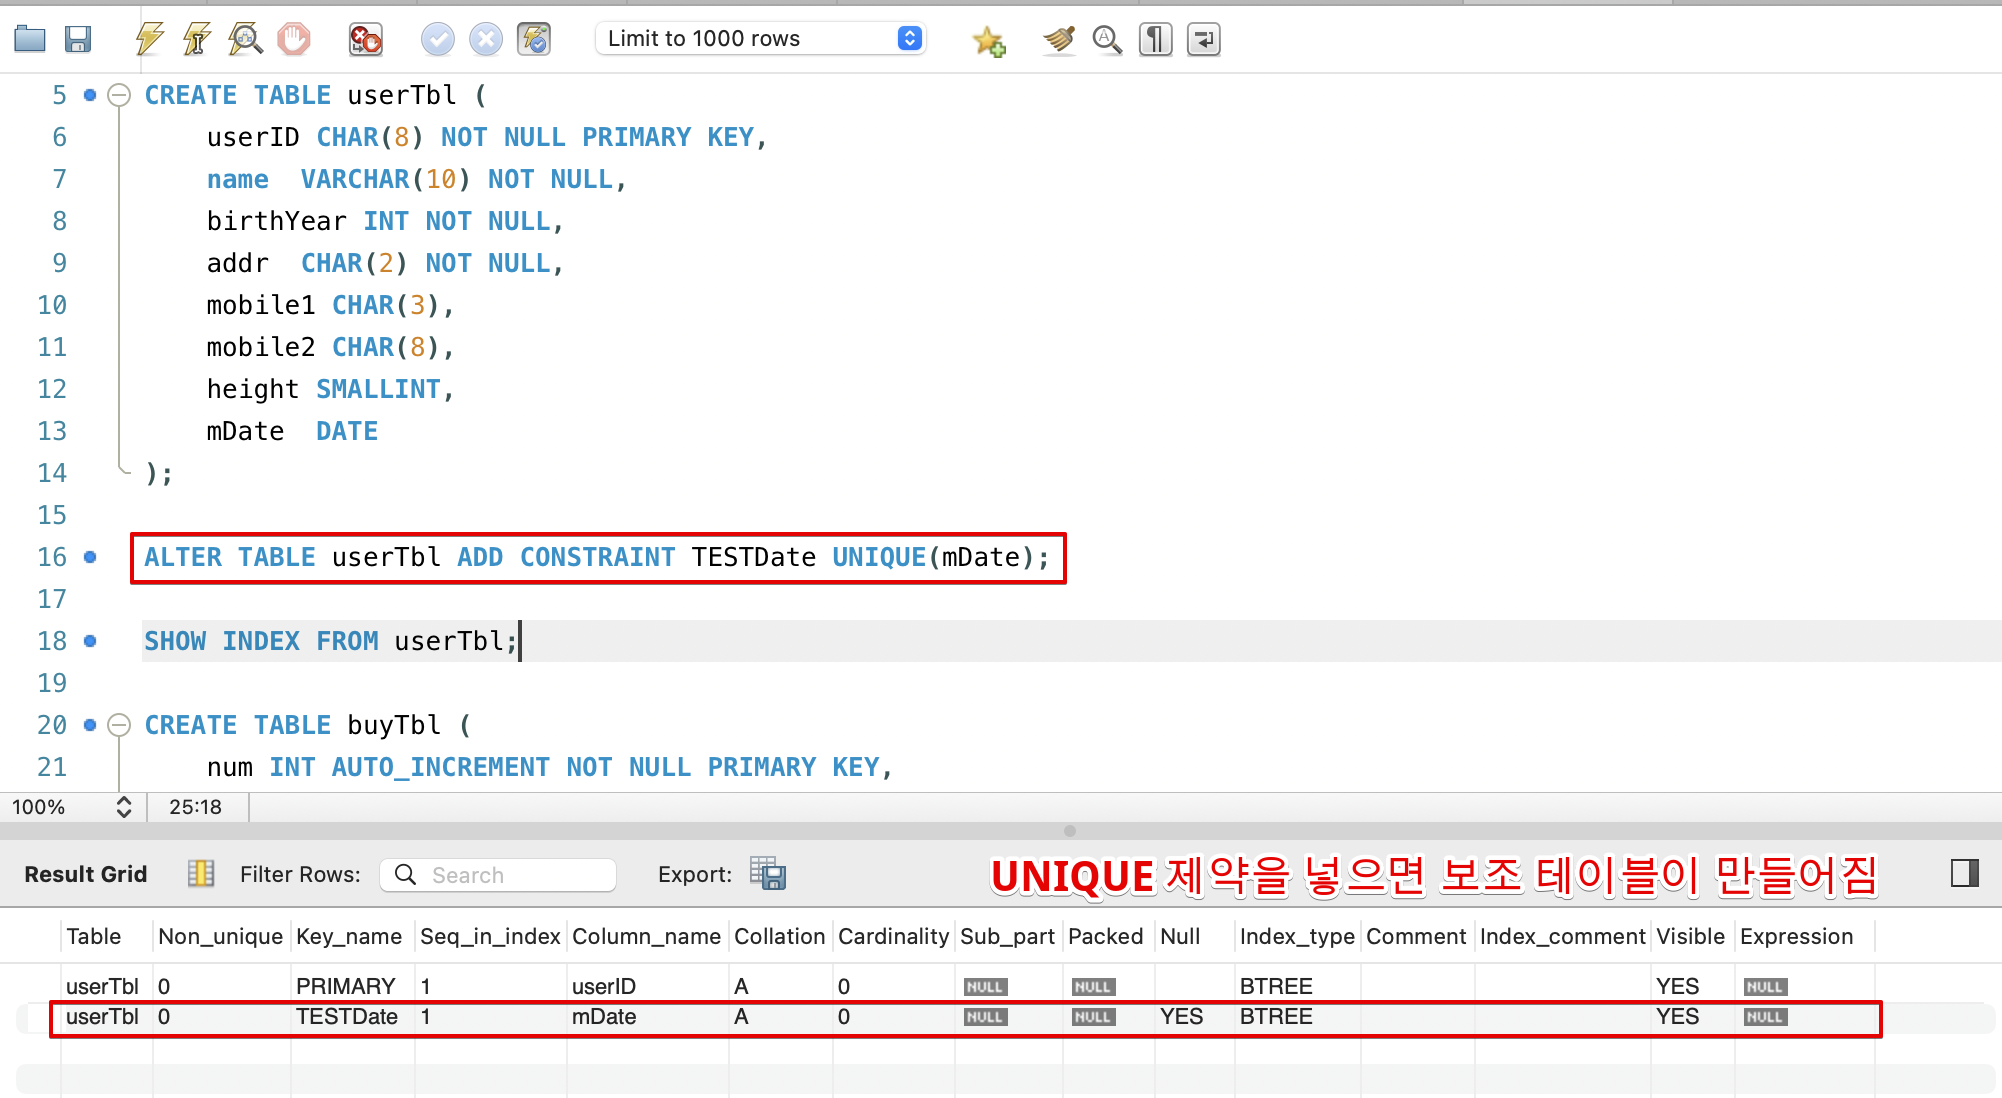 Limit to 1000 rows
5 CREATE TABLE userTbl (
6 userID CHAR(8) NOT NULL PRIMARY KEY,
7 name VARCHAR(10) NOT NULL,
8 birthYear INT NOT NULL,
9 addr CHAR(2) NOT NULL,
10 mobile1 CHAR(3),
11 mobile2 CHAR(8),
12 height SMALLINT,
13 mDate DATE
14 );
15
16 ALTER TABLE userTbl ADD CONSTRAINT TESTDate UNIQUE(mDate);
17
18 SHOW INDEX FROM userTbl;
19
20 CREATE TABLE buyTbl (
21 num INT AUTO_INCREMENT NOT NULL PRIMARY KEY,
100% 25:18
Result Grid Filter Rows: Search Export: UNIQUE 제약을 넣으면 보조 테이블이 만들어짐
Table Non_unique Key_name Seq_in_index Column_name Collation Cardinality Sub_part Packed Null Index_type Comment Index_comment Visible Expression
userTbl 0 PRIMARY 1 userID A 0 NULL NULL BTREE YES NULL
userTbl 0 TESTDate 1 mDate A 0 NULL NULL YES BTREE YES NULL